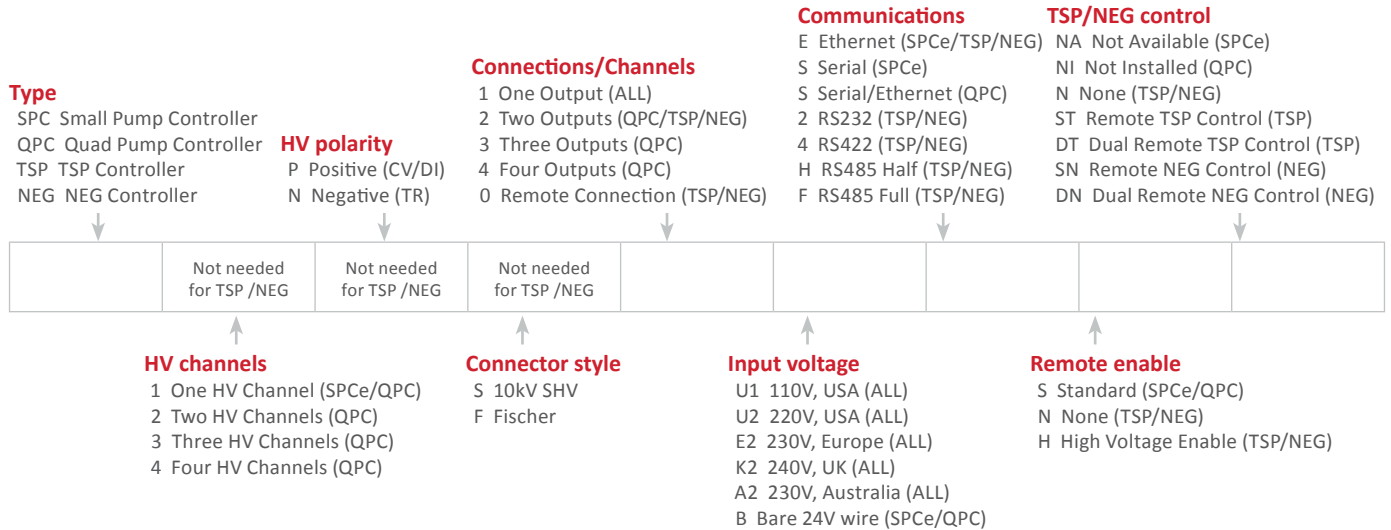 Type
SPC Small Pump Controller
QPC Quad Pump Controller
TSP TSP Controller
NEG NEG Controller
HV polarity
P Positive (CV/DI)
N Negative (TR)
Connections/Channels
1 One Output (ALL)
2 Two Outputs (QPC/TSP/NEG)
3 Three Outputs (QPC)
4 Four Outputs (QPC)
0 Remote Connection (TSP/NEG)
Communications
E Ethernet (SPCe/TSP/NEG)
S Serial (SPCe)
S Serial/Ethernet (QPC)
2 RS232 (TSP/NEG)
4 RS422 (TSP/NEG)
H RS485 Half (TSP/NEG)
F RS485 Full (TSP/NEG)
TSP/NEG control
NA Not Available (SPCe)
NI Not Installed (QPC)
N None (TSP/NEG)
ST Remote TSP Control (TSP)
DT Dual Remote TSP Control (TSP)
SN Remote NEG Control (NEG)
DN Dual Remote NEG Control (NEG)
Not needed
for TSP /NEG
Not needed
for TSP /NEG
Not needed
for TSP /NEG
HV channels
1 One HV Channel (SPCe/QPC)
2 Two HV Channels (QPC)
3 Three HV Channels (QPC)
4 Four HV Channels (QPC)
Connector style
S 10kV SHV
F Fischer
Input voltage
U1 110V, USA (ALL)
U2 220V, USA (ALL)
E2 230V, Europe (ALL)
K2 240V, UK (ALL)
A2 230V, Australia (ALL)
B Bare 24V wire (SPCe/QPC)
Remote enable
S Standard (SPCe/QPC)
N None (TSP/NEG)
H High Voltage Enable (TSP/NEG)